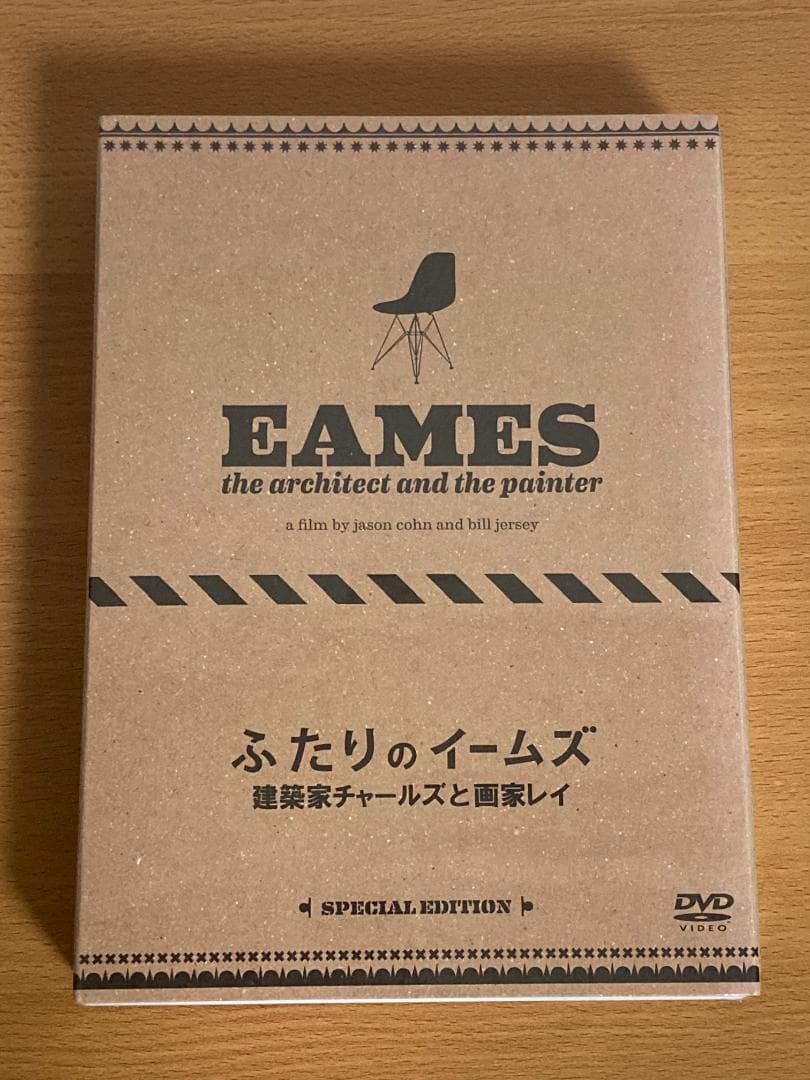 EAMES
the architect and the painter
a film by jason cohn and bill jersey
ふたりのイームズ
建築家チャールズと画家レイ
SPECIAL EDITION
DVD
VIDEO